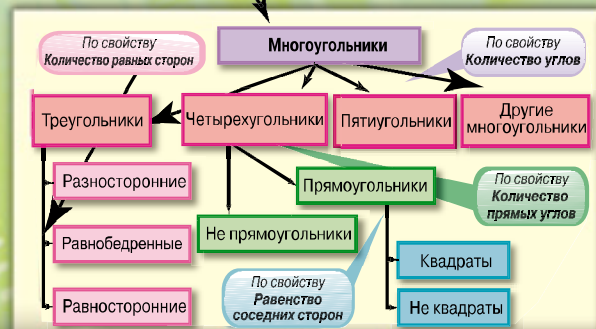 По свойству
Количество равных сторон
Многоугольники
По свойству
Количество углов
Треугольники
Четырехугольники
Пятиугольники
Другие
многоугольники
Разносторонние
Равнобедренные
Равносторонние
Не прямоугольники
Прямоугольники
По свойству
Количество
прямых углов
По свойству
Равенство
соседних сторон
Квадраты
Не квадраты